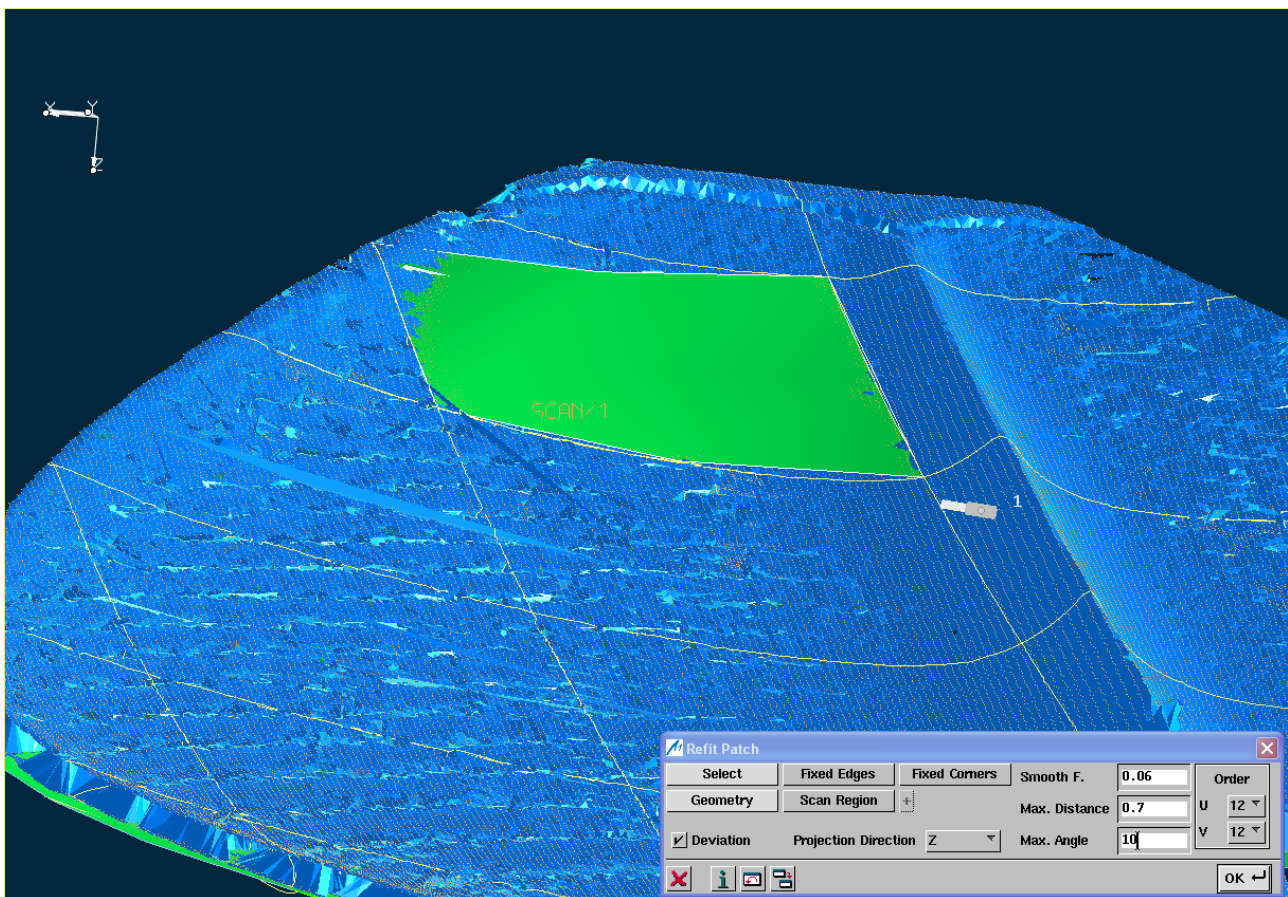 X Y
Z
SCAN/1
1
Refit Patch
Select Fixed Edges Fixed Corners Smooth F. 0.06 Order
Geometry Scan Region + Max. Distance 0.7 U 12
Deviation Projection Direction Z Max. Angle 10 V 12
i OK